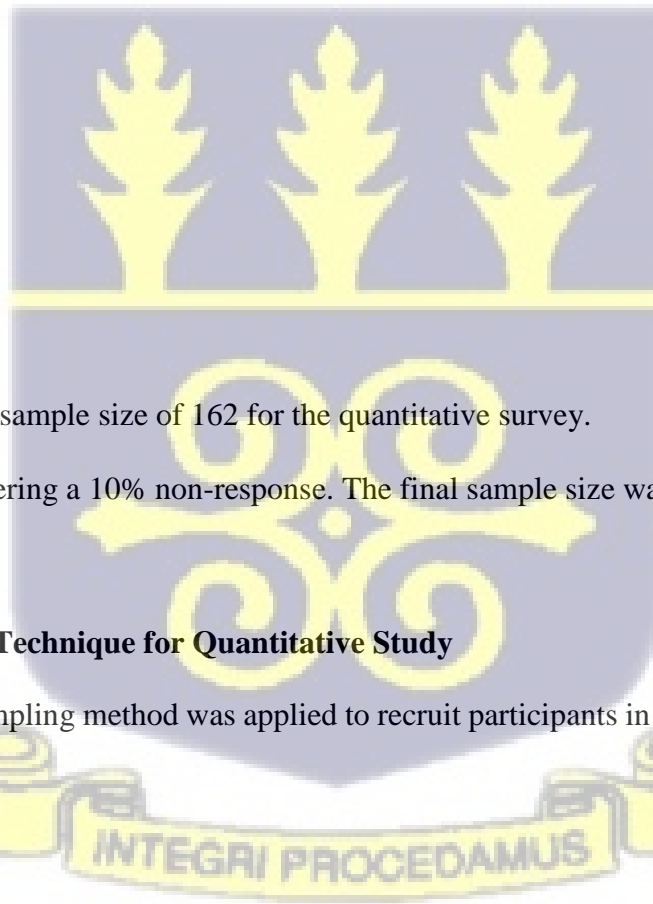 sample size of 162 for the quantitative survey.
ering a 10% non-response. The final sample size wa
Technique for Quantitative Study
mpling method was applied to recruit participants in
INTEGRI PROCEDAMUS